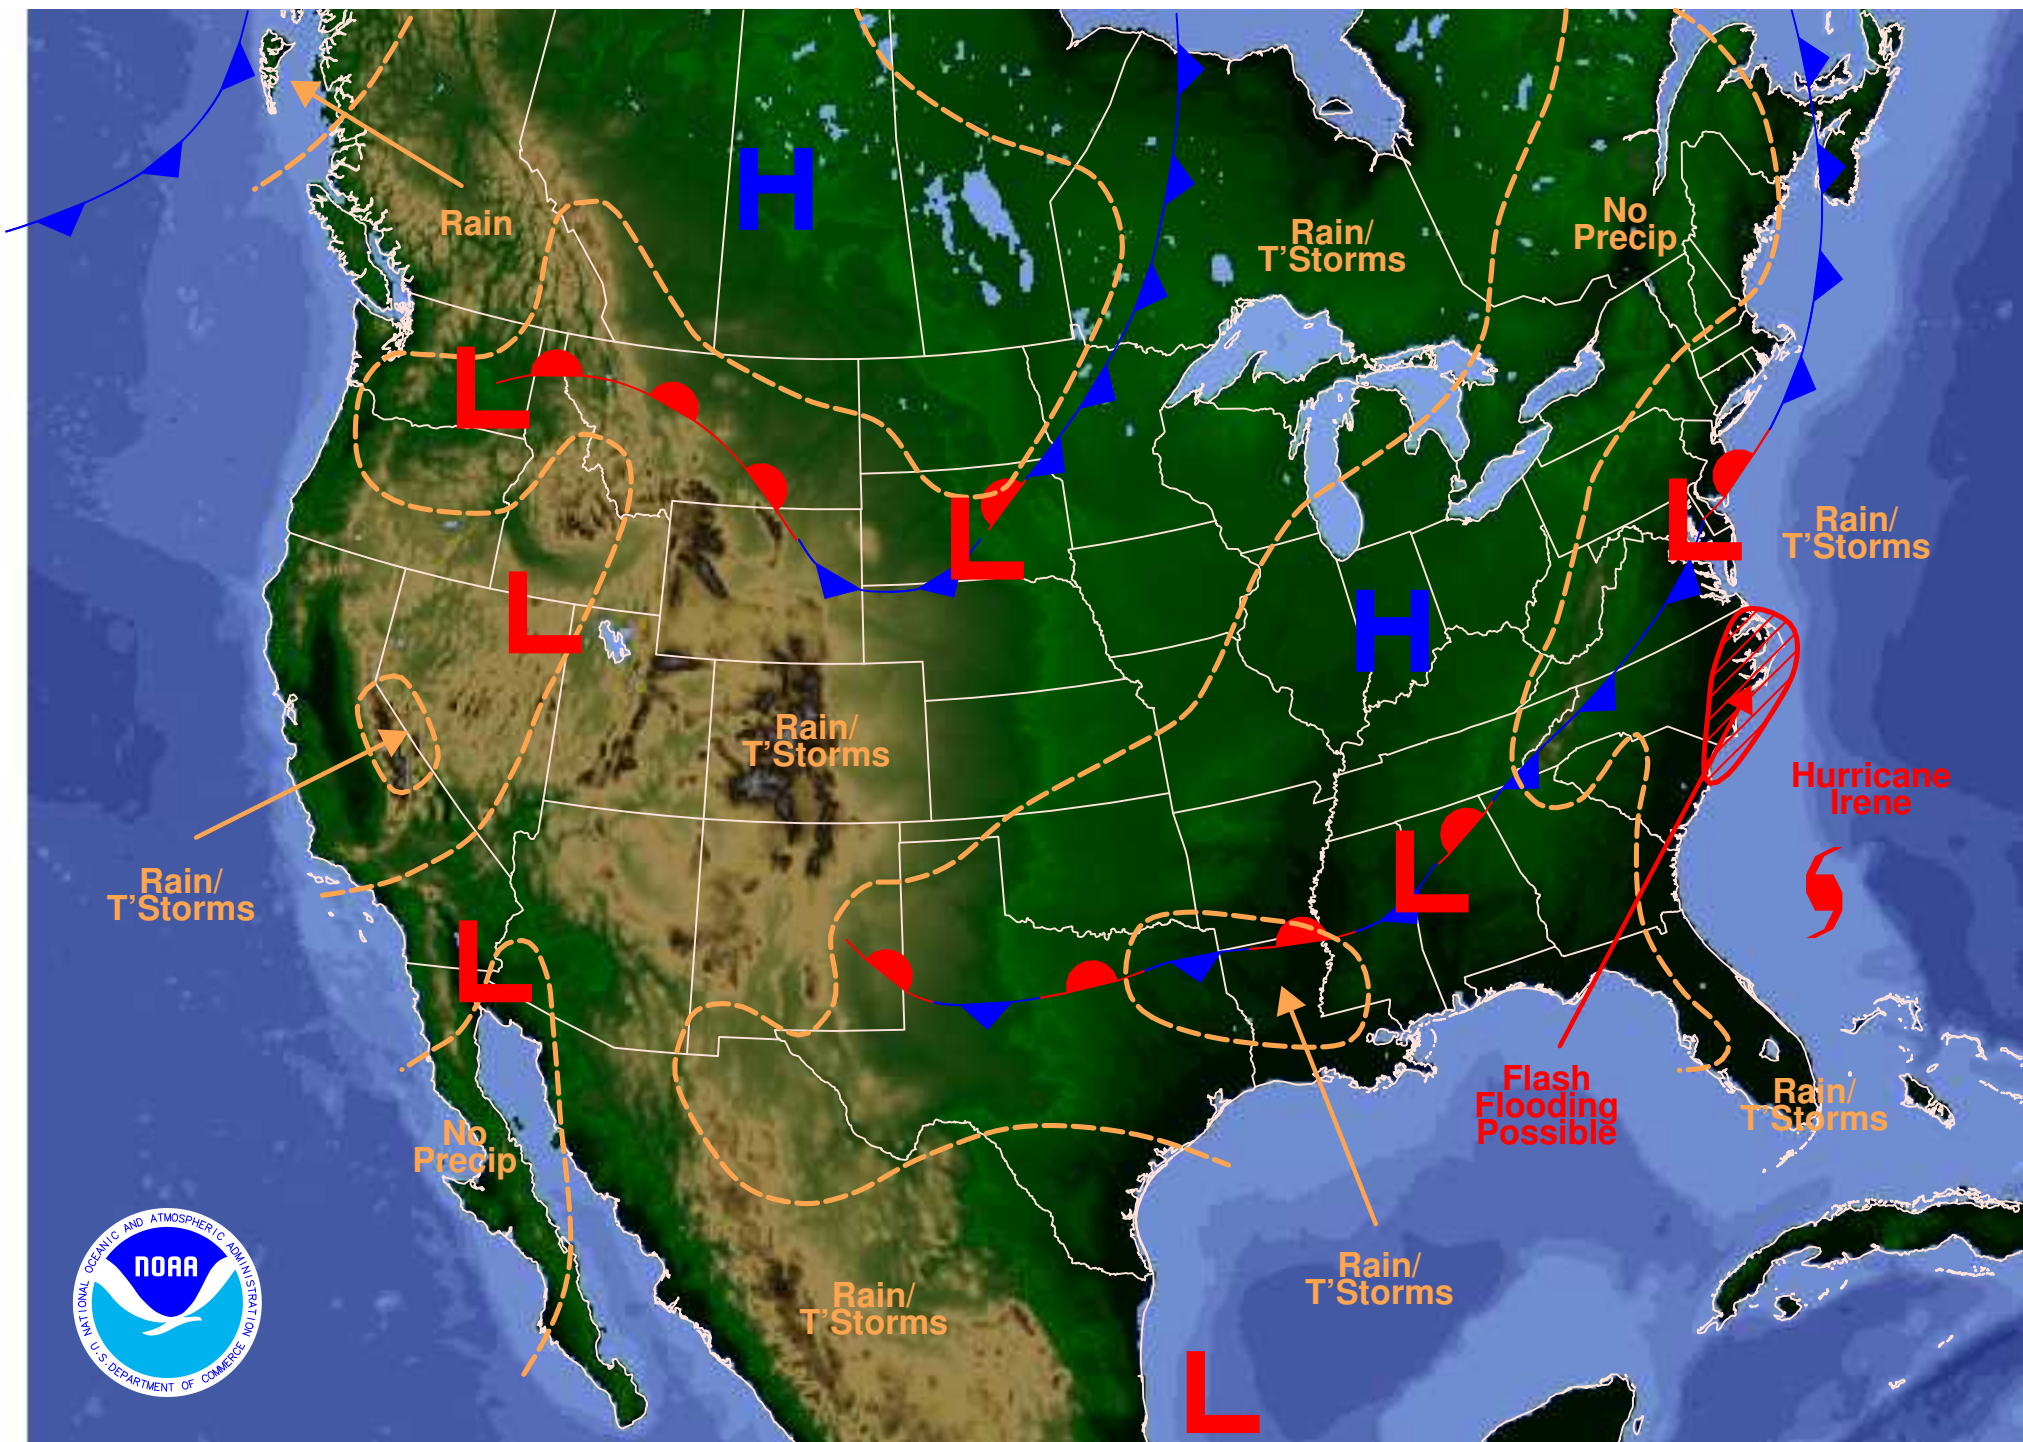 H
Rain
Rain/
T'Storms
No
Precip
L
L
L
L
Rain/
T'Storms
L
H
Rain/
T'Storms
Hurricane
Irene
L
Rain/
T'Storms
L
Flash
Flooding
Possible
Rain/
T'Storms
No
Precip
Rain/
T'Storms
Rain/
T'Storms
L
NATIONAL OCEANIC AND ATMOSPHERIC ADMINISTRATION
NOAA
U.S. DEPARTMENT OF COMMERCE